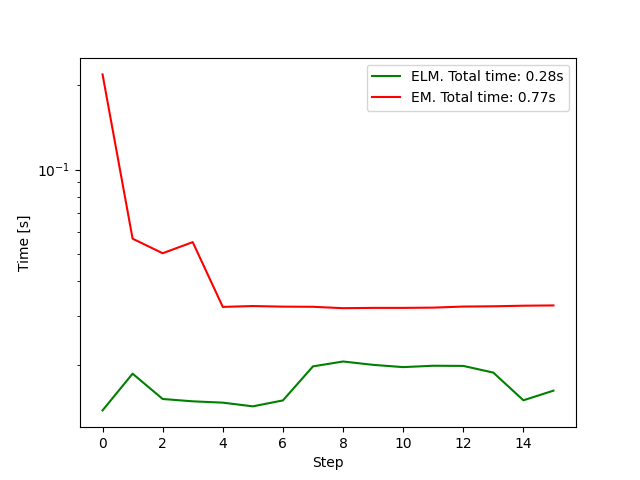 ELM. Total time: 0.28s
EM. Total time: 0.77s
10⁻¹
Time [s]
0 2 4 6 8 10 12 14
Step